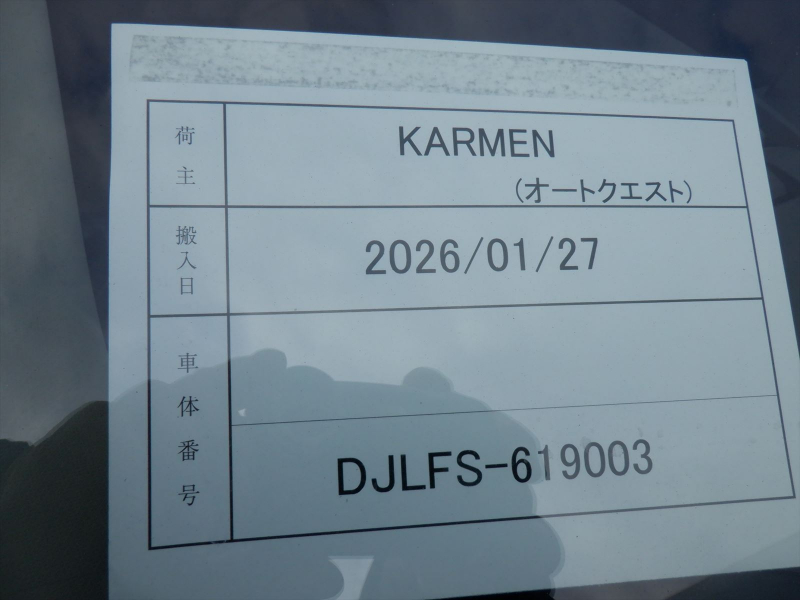 荷主
KARMEN
(オートクエスト)
搬入日
2026/01/27
車体番号
DJLFS-619003